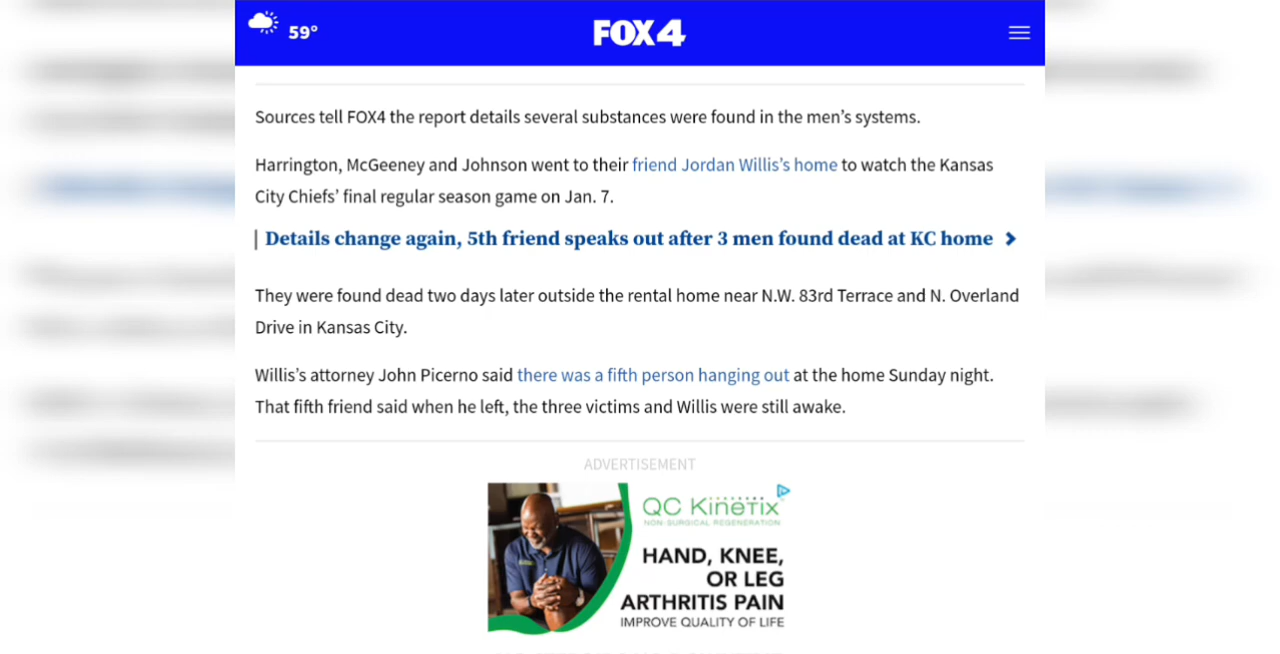 59°
FOX4
Sources tell FOX4 the report details several substances were found in the men’s systems.
Harrington, McGeeney and Johnson went to their friend Jordan Willis’s home to watch the Kansas
City Chiefs’ final regular season game on Jan. 7.
Details change again, 5th friend speaks out after 3 men found dead at KC home
They were found dead two days later outside the rental home near N.W. 83rd Terrace and N. Overland
Drive in Kansas City.
Willis’s attorney John Picerno said there was a fifth person hanging out at the home Sunday night.
That fifth friend said when he left, the three victims and Willis were still awake.
ADVERTISEMENT
QC Kinetix
NON-SURGICAL REGENERATION
HAND, KNEE,
OR LEG
ARTHRITIS PAIN
IMPROVE QUALITY OF LIFE